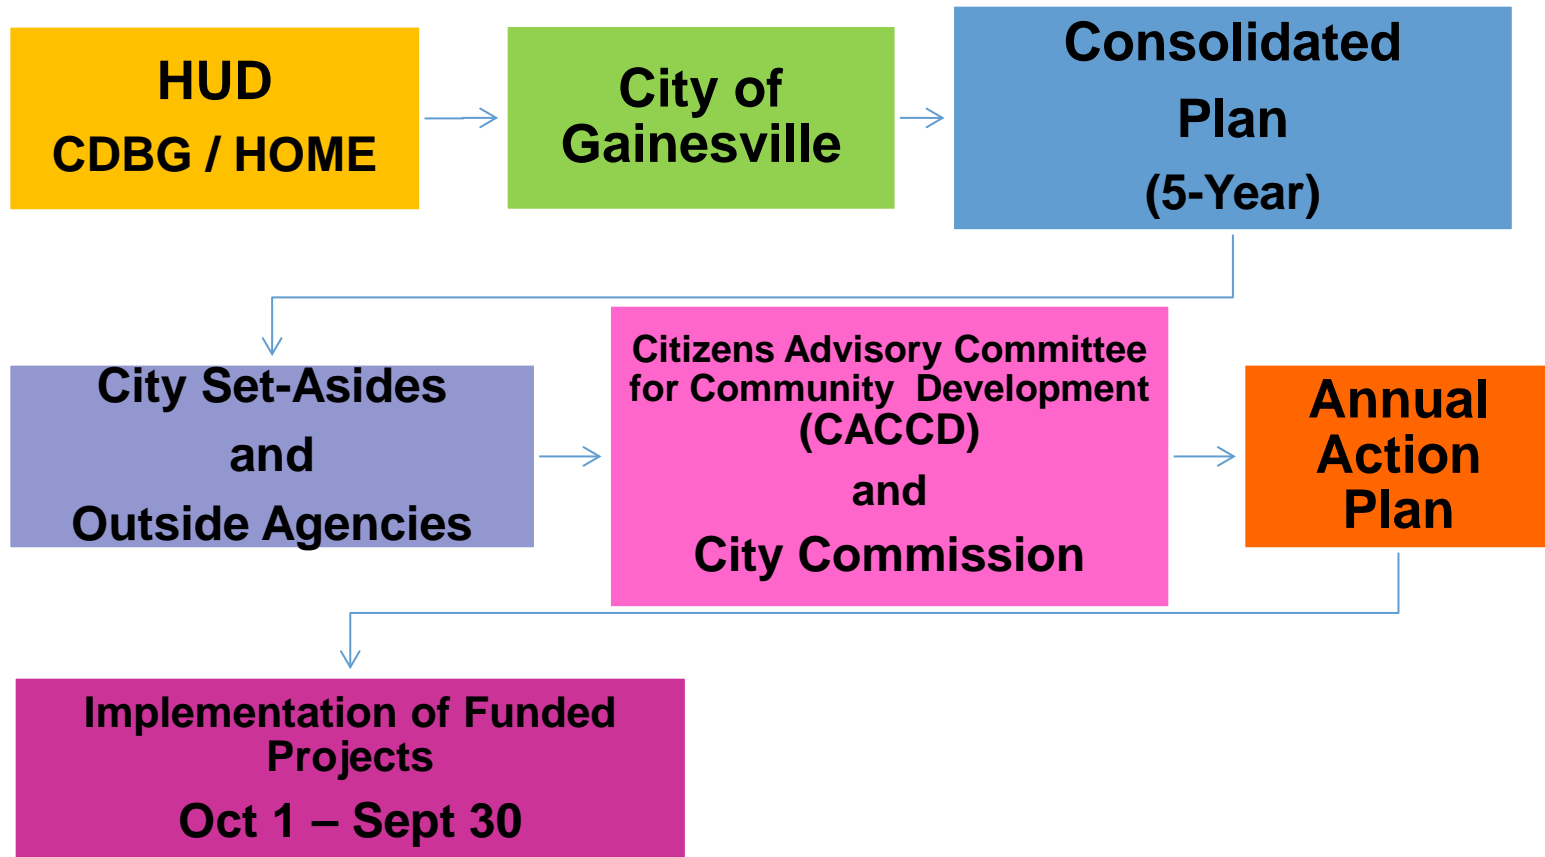 HUD
CDBG / HOME
City of
Gainesville
Consolidated
Plan
(5-Year)
City Set-Asides
and
Outside Agencies
Citizens Advisory Committee
for Community Development
(CACCD)
and
City Commission
Annual
Action
Plan
Implementation of Funded
Projects
Oct 1 – Sept 30